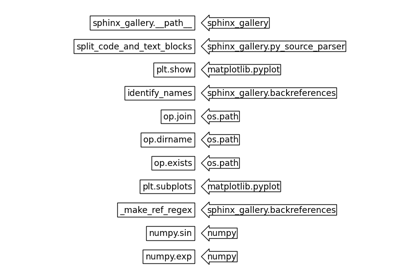 sphinx_gallery.__path__ sphinx_gallery
split_code_and_text_blocks sphinx_gallery.py_source_parser
plt.show matplotlib.pyplot
identify_names sphinx_gallery.backreferences
op.join os.path
op.dirname os.path
op.exists os.path
plt.subplots matplotlib.pyplot
_make_ref_regex sphinx_gallery.backreferences
numpy.sin numpy
numpy.exp numpy